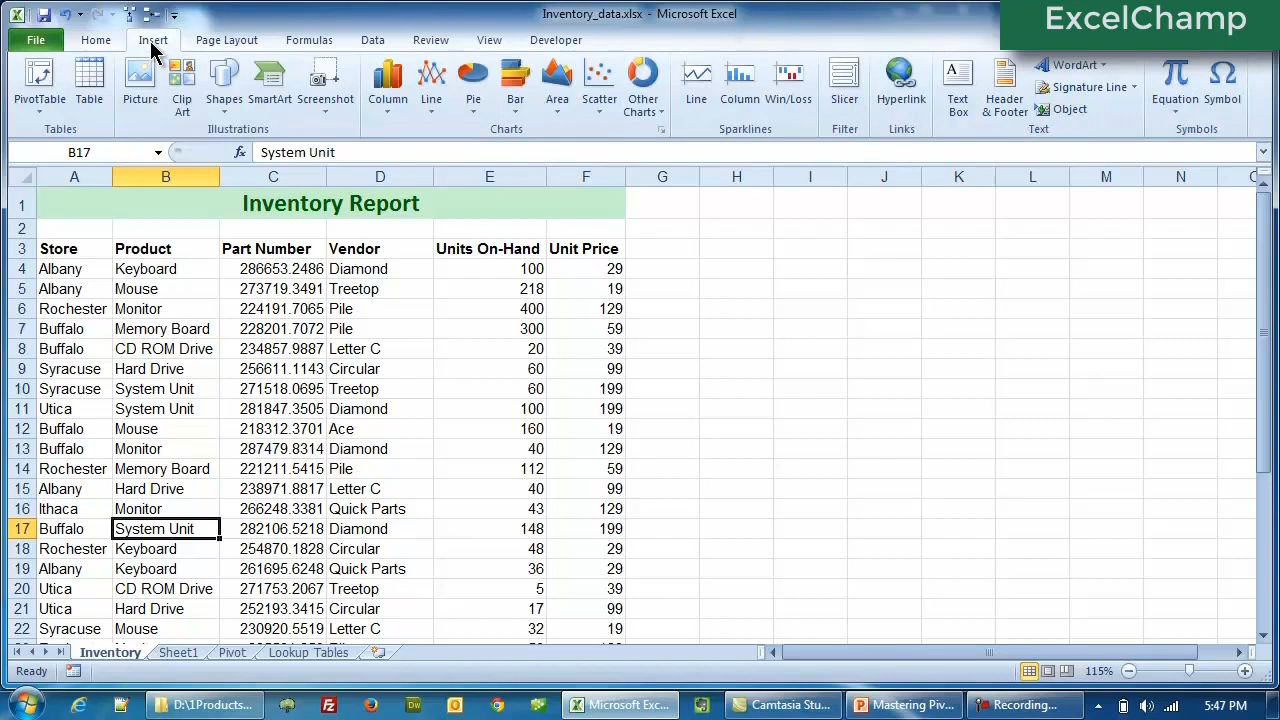 Inventory_data.xlsx - Microsoft Excel
ExcelChamp
File Home Insert Page Layout Formulas Data Review View Developer
PivotTable Table Picture Clip Art Shapes SmartArt Screenshot Column Line Pie Bar Area Scatter Other Charts Line Column Win/Loss Slicer Hyperlink Text Box Header & Footer WordArt Signature Line Object Equation Symbol
Tables Illustrations Charts Sparklines Filter Links Text Symbols
B17 fx System Unit
A B C D E F G H I J K L M N
1 Inventory Report
2
3 Store Product Part Number Vendor Units On-Hand Unit Price
4 Albany Keyboard 286653.2486 Diamond 100 29
5 Albany Mouse 273719.3491 Treetop 218 19
6 Rochester Monitor 224191.7065 Pile 400 129
7 Buffalo Memory Board 228201.7072 Pile 300 59
8 Buffalo CD ROM Drive 234857.9887 Letter C 20 39
9 Syracuse Hard Drive 256611.1143 Circular 60 99
10 Syracuse System Unit 271518.0695 Treetop 60 199
11 Utica System Unit 281847.3505 Diamond 100 199
12 Buffalo Mouse 218312.3701 Ace 160 19
13 Buffalo Monitor 287479.8314 Diamond 40 129
14 Rochester Memory Board 221211.5415 Pile 112 59
15 Albany Hard Drive 238971.8817 Letter C 40 99
16 Ithaca Monitor 266248.3381 Quick Parts 43 129
17 Buffalo System Unit 282106.5218 Diamond 148 199
18 Rochester Keyboard 254870.1828 Circular 48 29
19 Albany Keyboard 261695.6248 Quick Parts 36 29
20 Utica CD ROM Drive 271753.2067 Treetop 5 39
21 Utica Hard Drive 252193.3415 Circular 17 99
22 Syracuse Mouse 230920.5519 Letter C 32 19
Inventory Sheet1 Pivot Lookup Tables
Ready 115%
D:\1Products... Microsoft Exc... Camtasia Stu... Mastering Piv... Recording... 5:47 PM